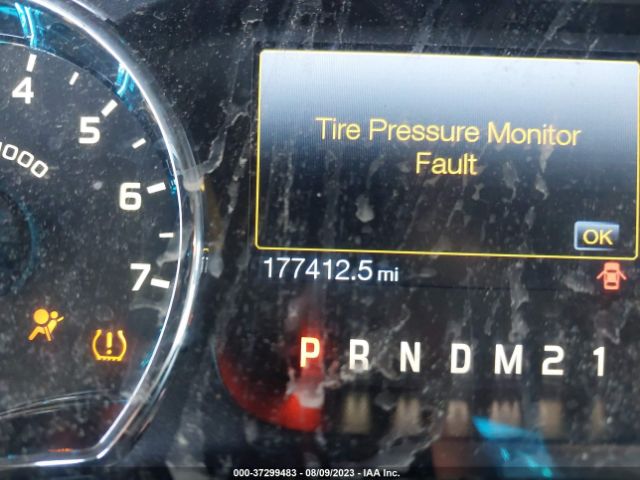 4
5
000
6
7
Tire Pressure Monitor
Fault
OK
177412.5 mi
P R N D M 2 1
000-37299483 - 08/09/2023 - IAA Inc.